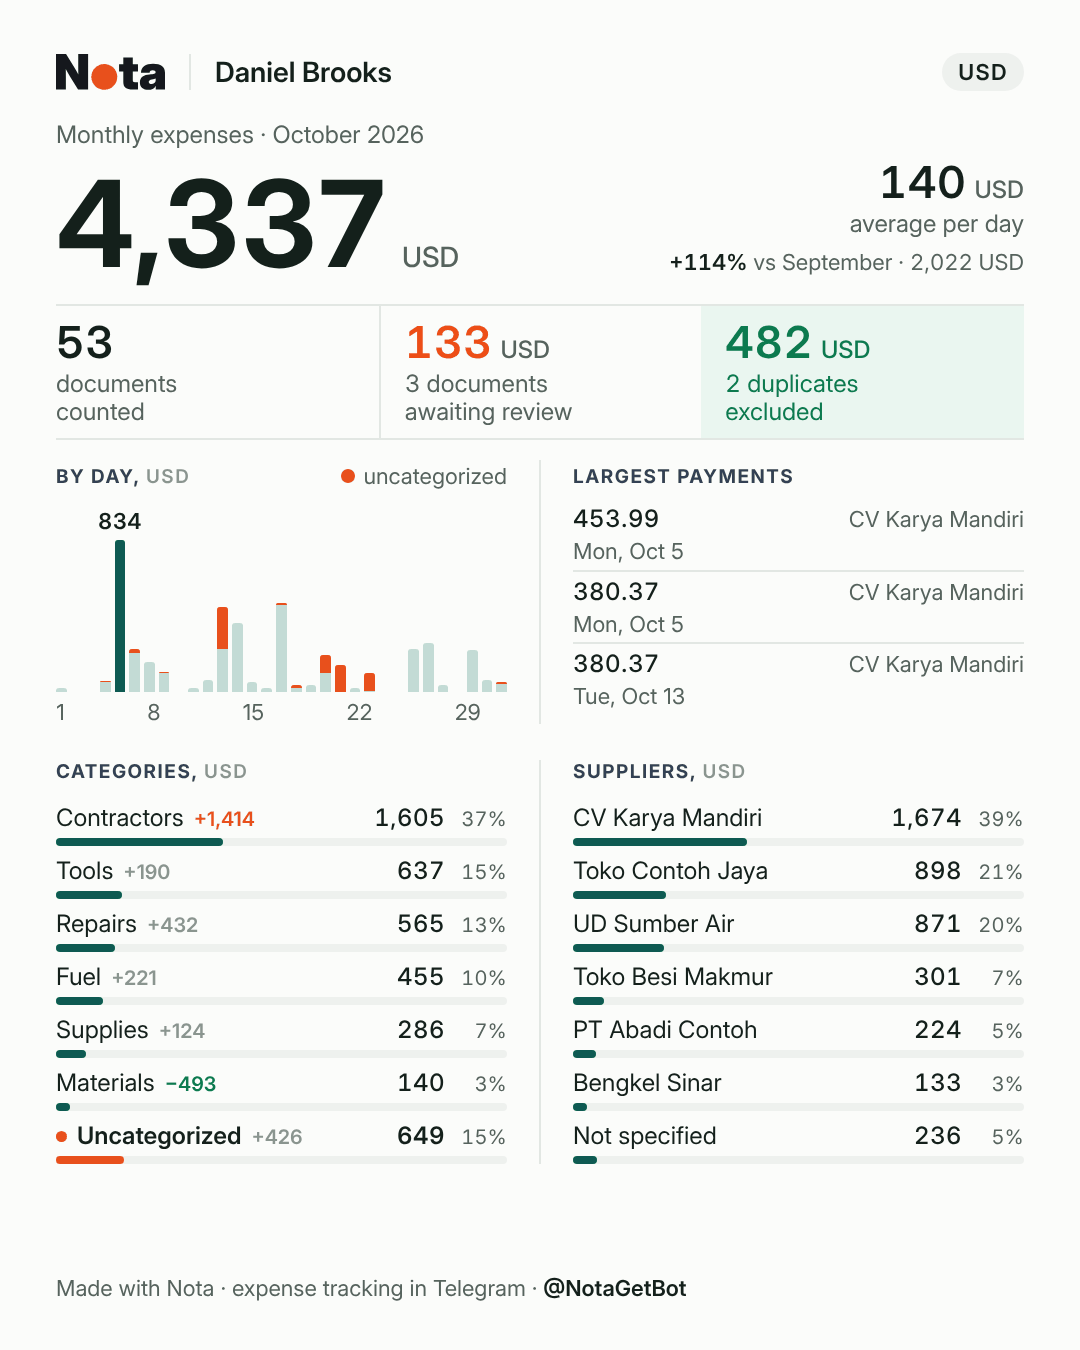 Nota
Daniel Brooks
USD
Monthly expenses · October 2026
4,337 USD
140 USD
average per day
+114% vs September · 2,022 USD
53
documents
counted
133 USD
3 documents
awaiting review
482 USD
2 duplicates
excluded
BY DAY, USD
uncategorized
834
1 8 15 22 29
LARGEST PAYMENTS
453.99 CV Karya Mandiri
Mon, Oct 5
380.37 CV Karya Mandiri
Mon, Oct 5
380.37 CV Karya Mandiri
Tue, Oct 13
CATEGORIES, USD
Contractors +1,414 1,605 37%
Tools +190 637 15%
Repairs +432 565 13%
Fuel +221 455 10%
Supplies +124 286 7%
Materials −493 140 3%
Uncategorized +426 649 15%
SUPPLIERS, USD
CV Karya Mandiri 1,674 39%
Toko Contoh Jaya 898 21%
UD Sumber Air 871 20%
Toko Besi Makmur 301 7%
PT Abadi Contoh 224 5%
Bengkel Sinar 133 3%
Not specified 236 5%
Made with Nota · expense tracking in Telegram · @NotaGetBot